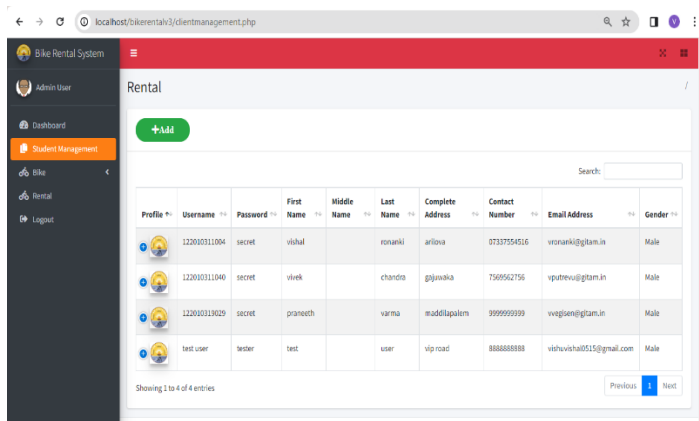 localhost/bikerentalv3/clientmanagement.php
V
Bike Rental System
Admin User
Dashboard
Student Management
Bike
Rental
Logout
Rental
/
+Add
Search:
Profile Username Password First Name Middle Name Last Name Complete Address Contact Number Email Address Gender
122010311004 secret vishal ronanki arilova 07337554516 vronanki@gitam.in Male
122010311040 secret vivek chandra gajuwaka 7569562756 vputrevu@gitam.in Male
122010319029 secret praneeth varma maddilapalem 9999999999 vvegisen@gitam.in Male
test user tester test user vip road 8888888888 vishuvishal0515@gmail.com Male
Showing 1 to 4 of 4 entries
Previous 1 Next